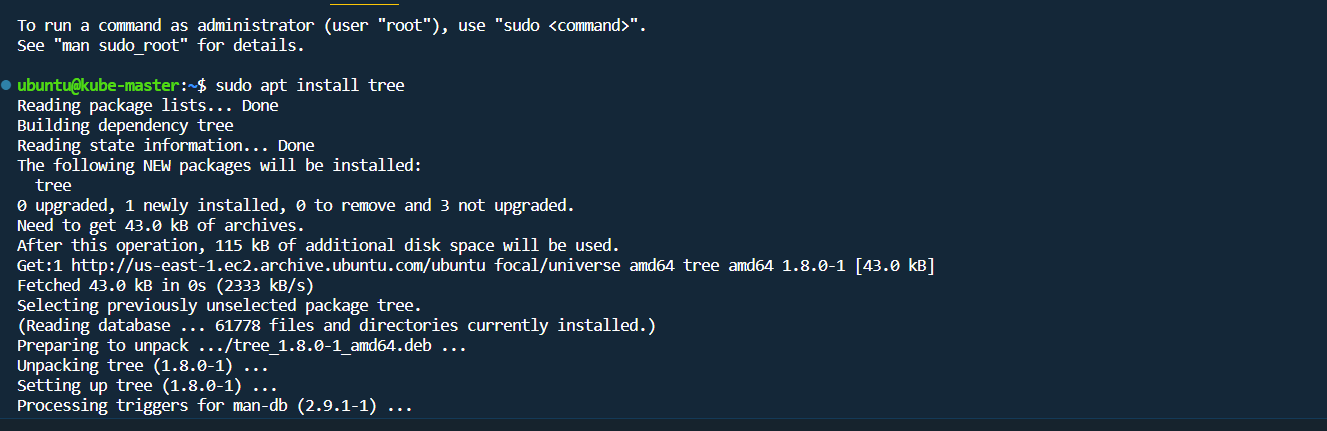 To run a command as administrator (user "root"), use "sudo <command>".
See "man sudo_root" for details.
ubuntu@kube-master:~$ sudo apt install tree
Reading package lists... Done
Building dependency tree
Reading state information... Done
The following NEW packages will be installed:
  tree
0 upgraded, 1 newly installed, 0 to remove and 3 not upgraded.
Need to get 43.0 kB of archives.
After this operation, 115 kB of additional disk space will be used.
Get:1 http://us-east-1.ec2.archive.ubuntu.com/ubuntu focal/universe amd64 tree amd64 1.8.0-1 [43.0 kB]
Fetched 43.0 kB in 0s (2333 kB/s)
Selecting previously unselected package tree.
(Reading database ... 61778 files and directories currently installed.)
Preparing to unpack .../tree_1.8.0-1_amd64.deb ...
Unpacking tree (1.8.0-1) ...
Setting up tree (1.8.0-1) ...
Processing triggers for man-db (2.9.1-1) ...